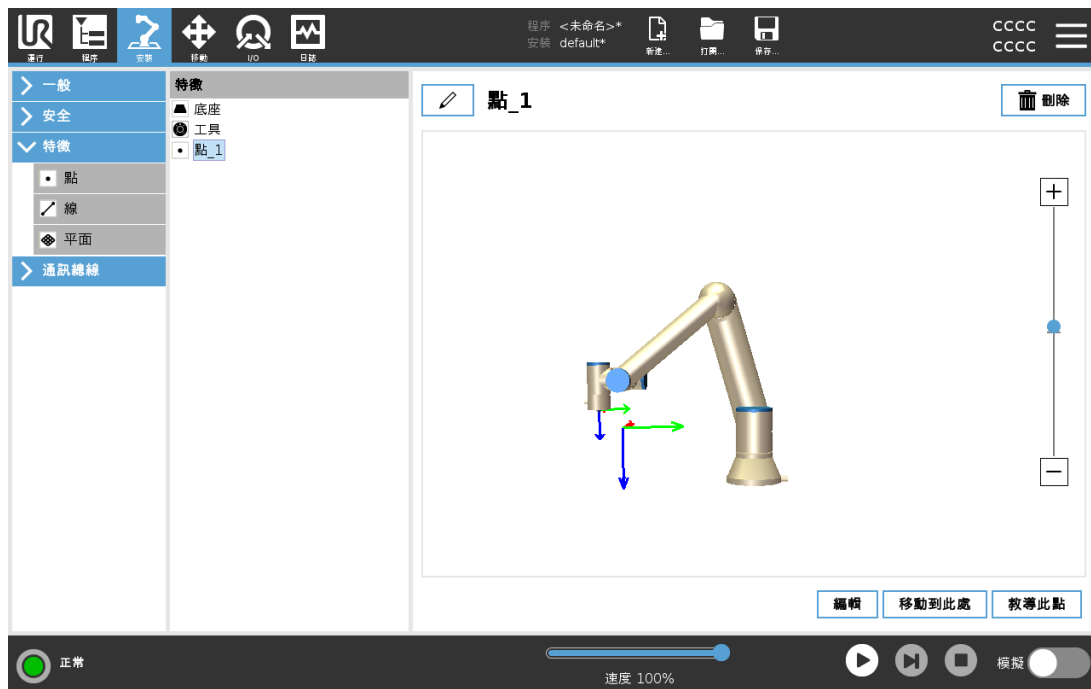 程序 <未命名>*
安裝 default*
運行
程序
安裝
移動
I/O
日誌
新建...
打開...
保存...
CCCC
CCCC
一般
安全
特徵
點
線
平面
通訊總線
特徵
底座
工具
點_1
點_1
刪除
+
−
編輯
移動到此處
教導此點
正常
速度 100%
模擬